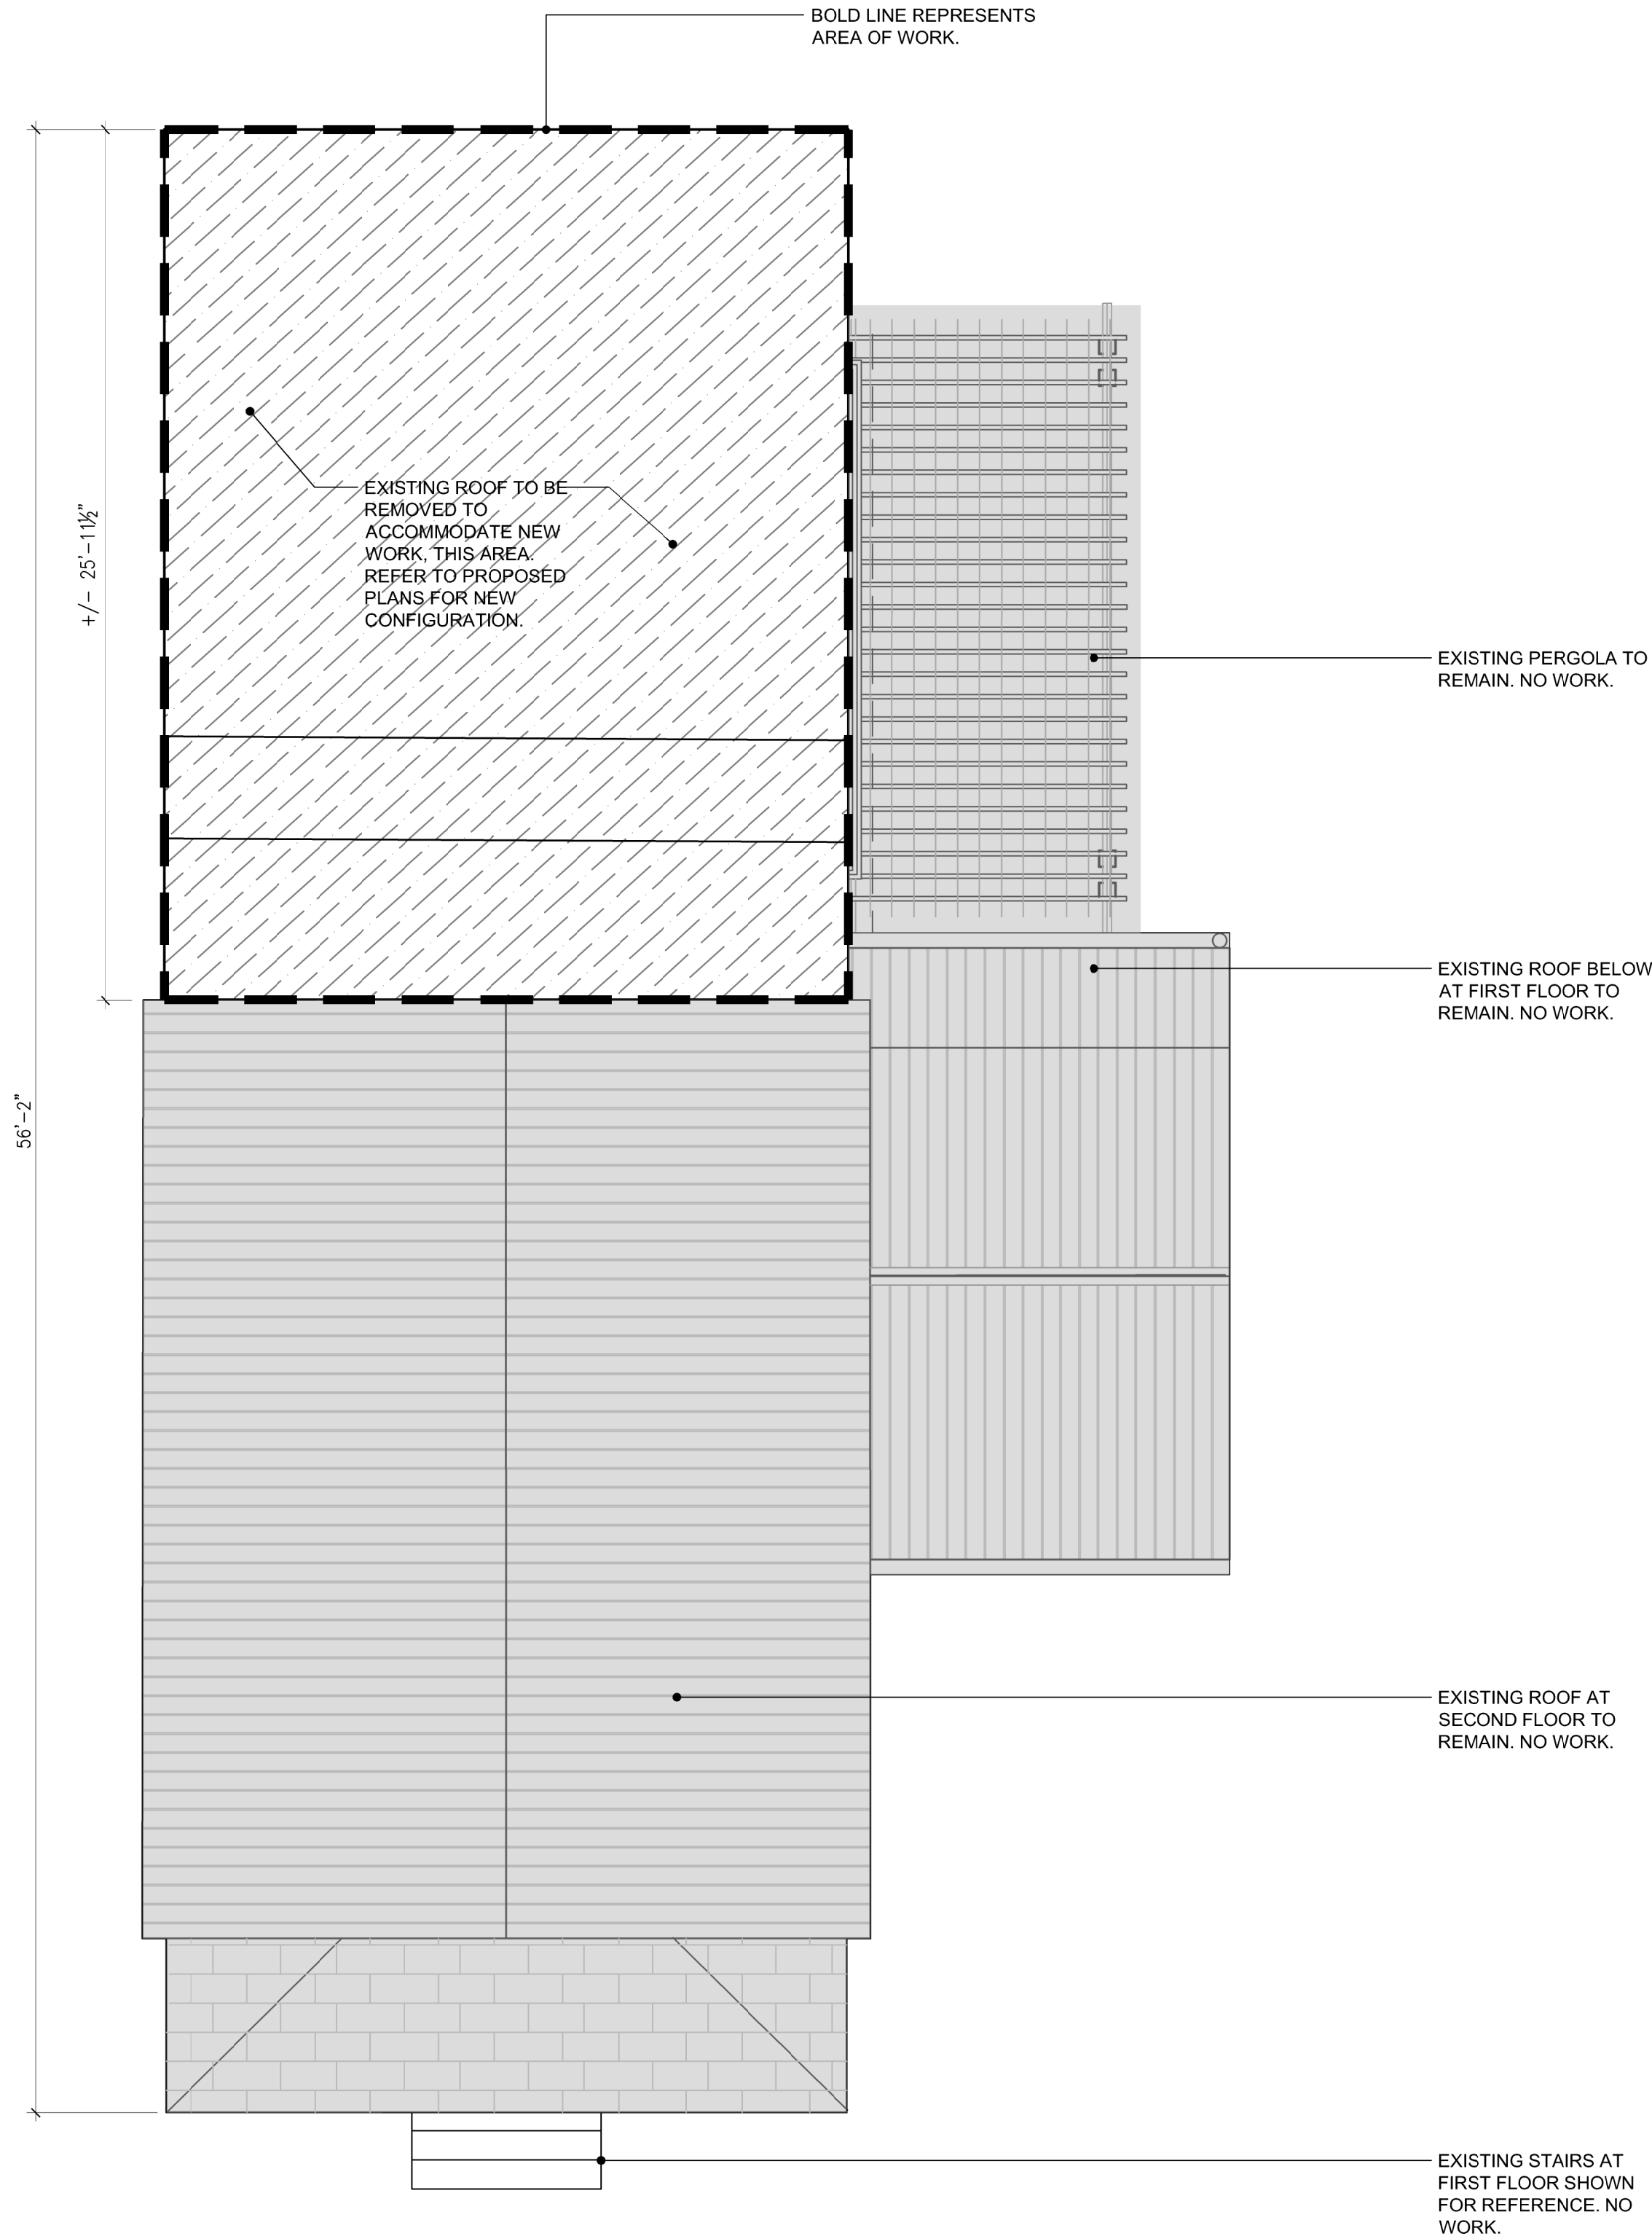 BOLD LINE REPRESENTS
AREA OF WORK.
+/- 25'-11½"
EXISTING ROOF TO BE
REMOVED TO
ACCOMMODATE NEW
WORK, THIS AREA.
REFER TO PROPOSED
PLANS FOR NEW
CONFIGURATION.
EXISTING PERGOLA TO
REMAIN. NO WORK.
EXISTING ROOF BELOW
AT FIRST FLOOR TO
REMAIN. NO WORK.
56'-2"
EXISTING ROOF AT
SECOND FLOOR TO
REMAIN. NO WORK.
EXISTING STAIRS AT
FIRST FLOOR SHOWN
FOR REFERENCE. NO
WORK.